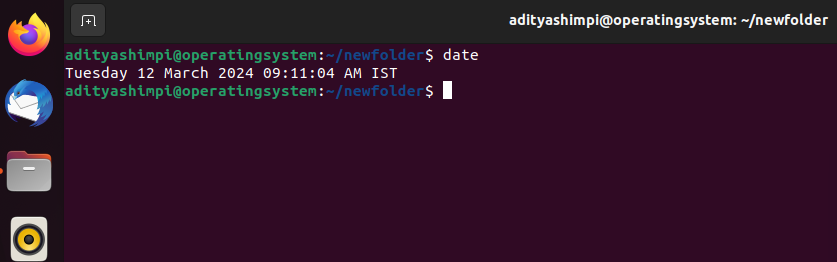 adityashimpi@operatingsystem: ~/newfolder
adityashimpi@operatingsystem:~/newfolder$ date
Tuesday 12 March 2024 09:11:04 AM IST
adityashimpi@operatingsystem:~/newfolder$